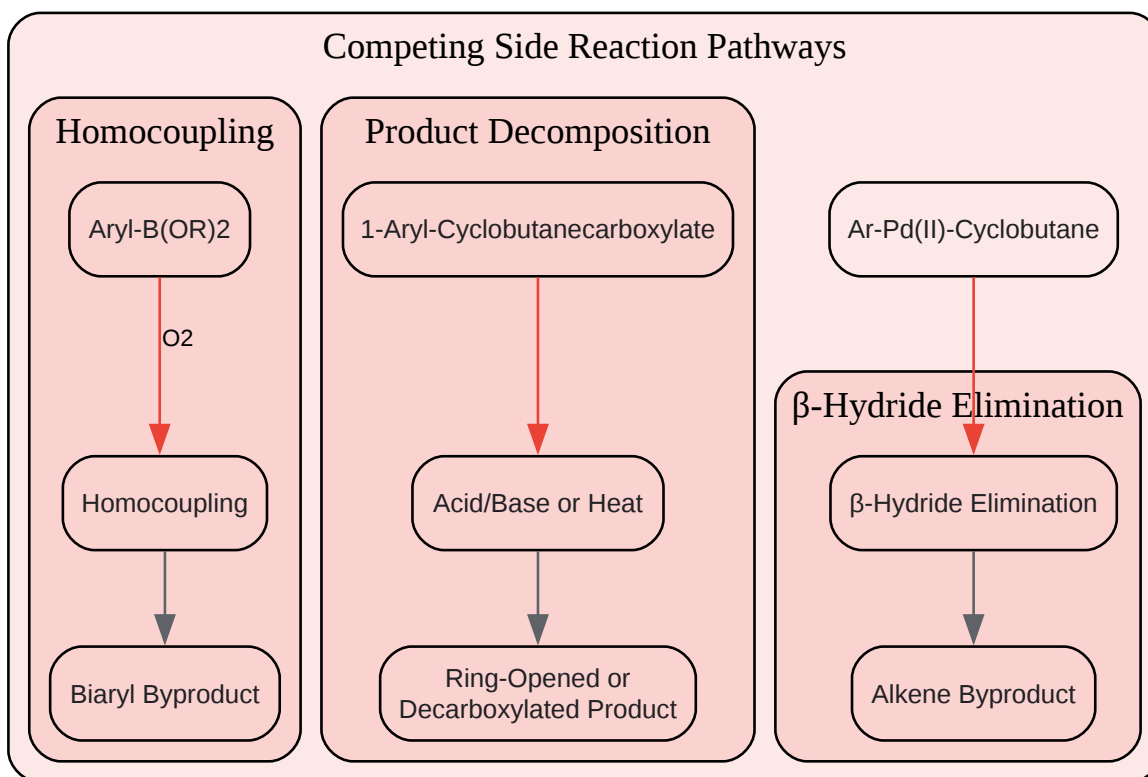 Competing Side Reaction Pathways
Homocoupling
Aryl-B(OR)2
O2
Homocoupling
Biaryl Byproduct
Product Decomposition
1-Aryl-Cyclobutanecarboxylate
Acid/Base or Heat
Ring-Opened or
Decarboxylated Product
Ar-Pd(II)-Cyclobutane
β-Hydride Elimination
β-Hydride Elimination
Alkene Byproduct